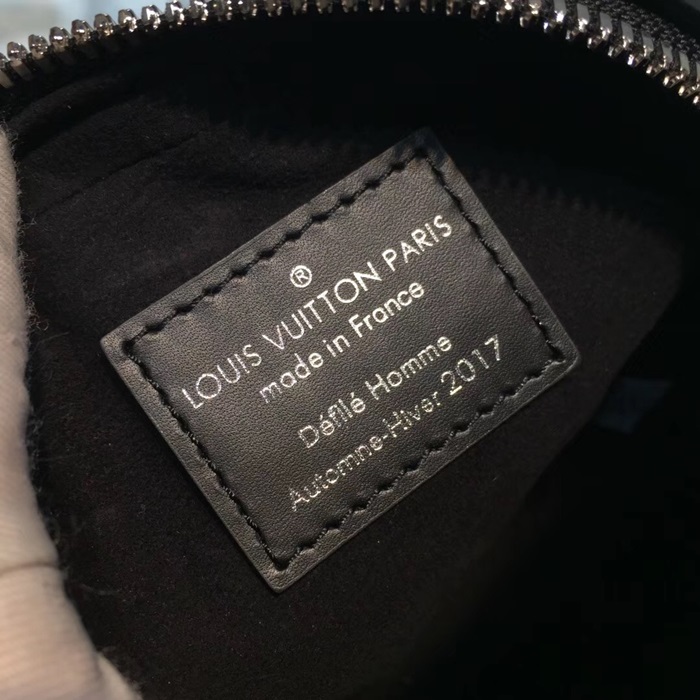 ®
LOUIS VUITTON PARIS
made in France
Défilé Homme
Automne-Hiver 2017